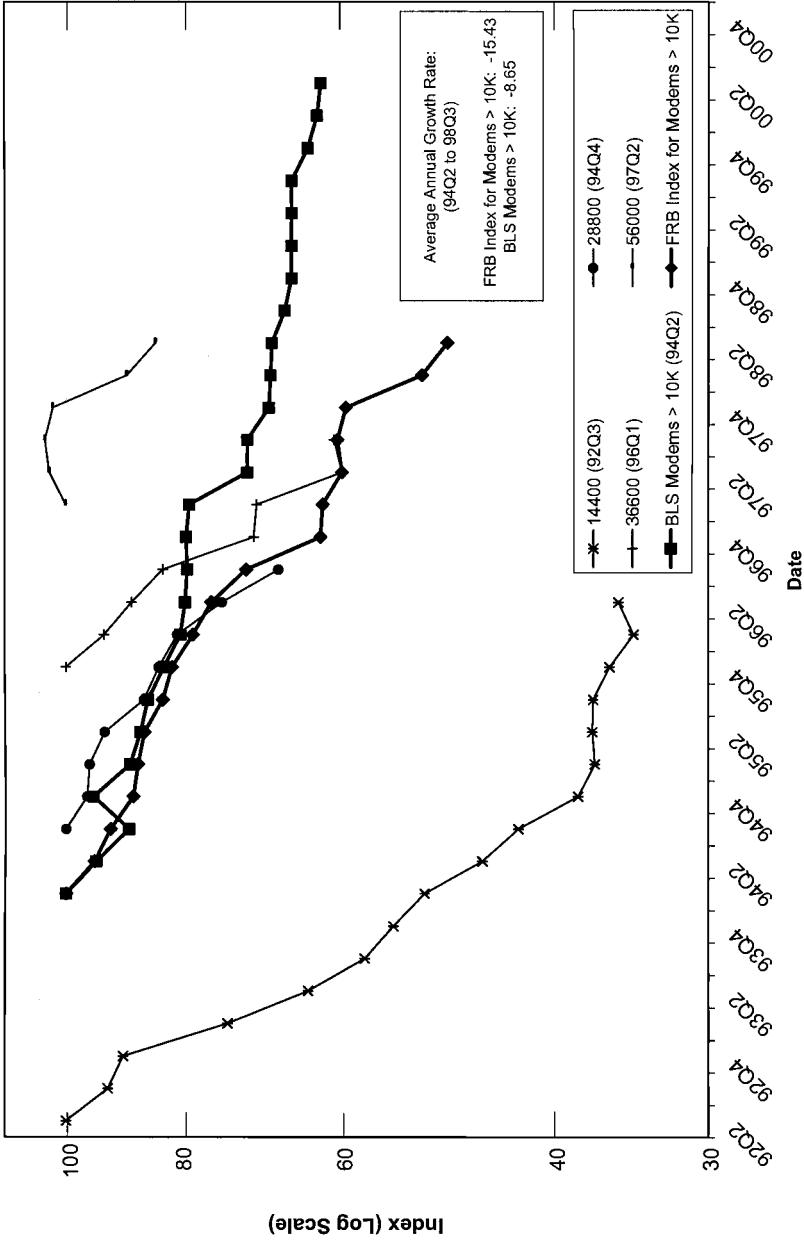 Index (Log Scale)
100
80
60
40
30
Average Annual Growth Rate:
(94Q2 to 98Q3)
FRB Index for Modems > 10K: -15.43
BLS Modems > 10K: -8.65
14400 (92Q3)
28800 (94Q4)
36600 (96Q1)
56000 (97Q2)
BLS Modems > 10K (94Q2)
FRB Index for Modems > 10K
92Q2
92Q4
93Q2
93Q4
94Q2
94Q4
95Q2
95Q4
96Q2
96Q4
97Q2
97Q4
98Q2
98Q4
99Q2
99Q4
00Q2
00Q4
Date